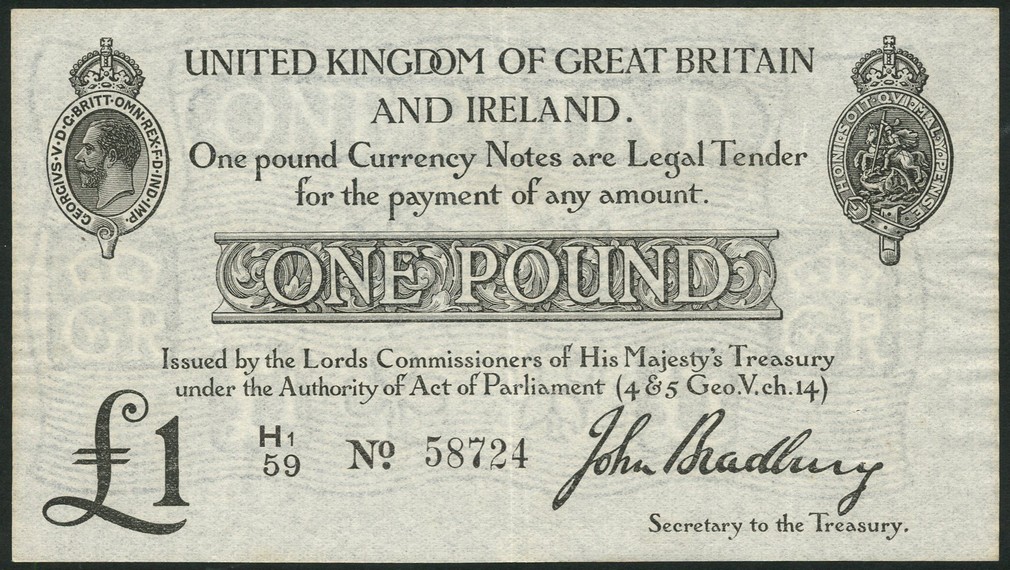 UNITED KINGDOM OF GREAT BRITAIN
AND IRELAND.
GEORGIVS·V·D·G·BRITT·OMN·REX·F·D·IND·IMP·
HONI·SOIT·QVI·MAL·Y·PENSE
One pound Currency Notes are Legal Tender
for the payment of any amount.
ONE POUND
Issued by the Lords Commissioners of His Majesty's Treasury
under the Authority of Act of Parliament (4 & 5 Geo.V. ch. 14)
£1
H1
59
No. 58724
John Bradbury
Secretary to the Treasury.